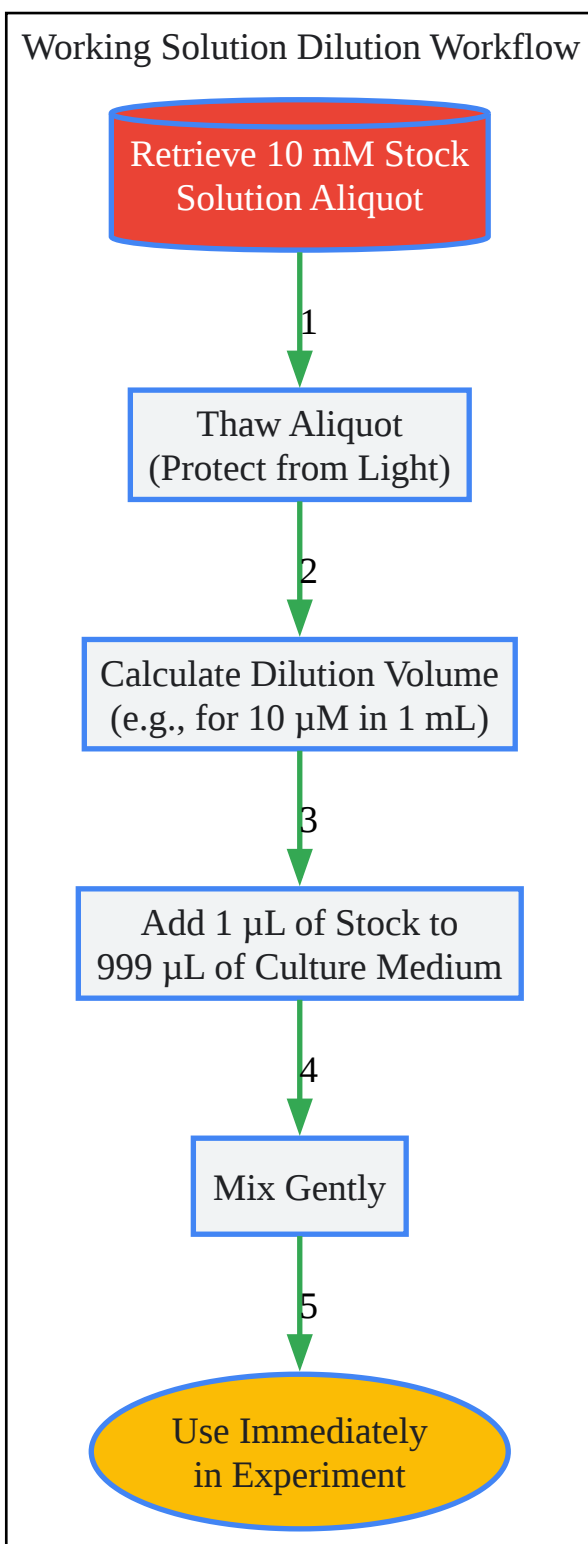 Working Solution Dilution Workflow
Retrieve 10 mM Stock
Solution Aliquot
1
Thaw Aliquot
(Protect from Light)
2
Calculate Dilution Volume
(e.g., for 10 µM in 1 mL)
3
Add 1 µL of Stock to
999 µL of Culture Medium
4
Mix Gently
5
Use Immediately
in Experiment